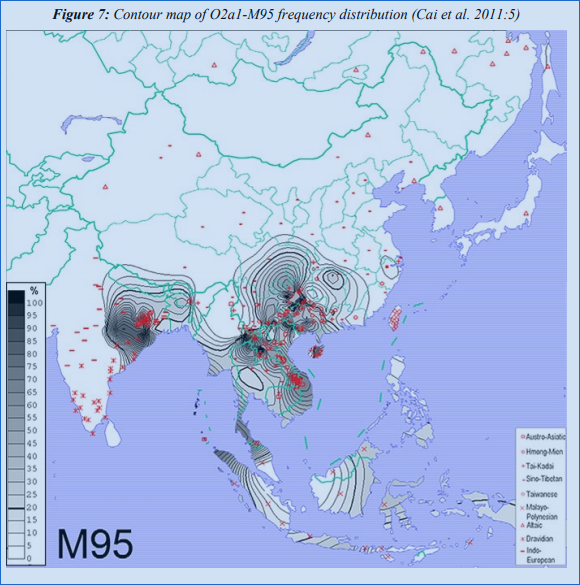 Figure 7: Contour map of O2a1-M95 frequency distribution (Cai et al. 2011:5)
%
100
95
90
85
80
75
70
65
60
55
50
45
40
35
30
25
20
15
10
5
0
M95
Austro-Asiatic
Hmong-Mien
Tai-Kadai
Sino-Tibetan
Taiwanese
Malayo-
Polynesian
Altaic
Dravidian
Indo-
European